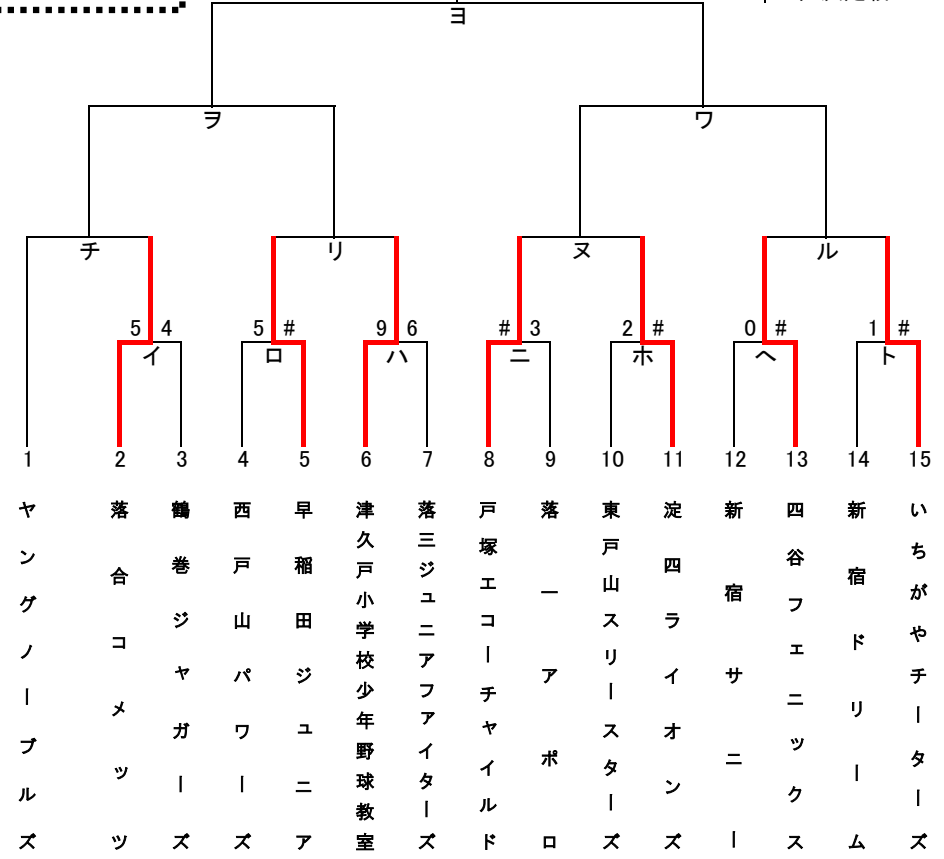 ヨ
ヲ ワ
チ リ ヌ ル
5 4 5 # 9 6 # 3 2 # 0 # 1 #
イ ロ ハ ニ ホ ヘ ト
1 2 3 4 5 6 7 8 9 10 11 12 13 14 15
ヤングノーブルズ
落合コメッツ
鶴巻ジャガーズ
西戸山パワーズ
早稲田ジュニア
津久戸小学校少年野球教室
落三ジュニアファイターズ
戸塚エコーチャイルド
落一アポロ
東戸山スリースターズ
淀四ライオンズ
新宿サニー
四谷フェニックス
新宿ドリーム
いちがやチーターズ